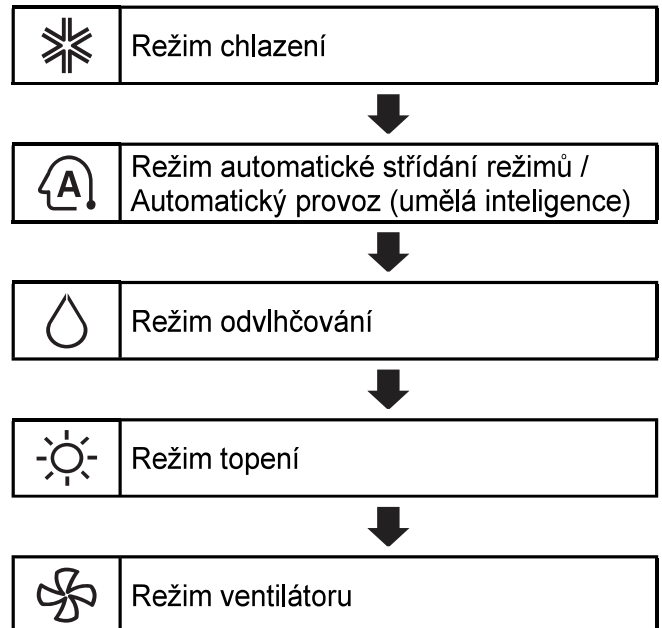 Režim chlazení
A
Režim automatické střídání režimů /
Automatický provoz (umělá inteligence)
Režim odvlhčování
Režim topení
Režim ventilátoru